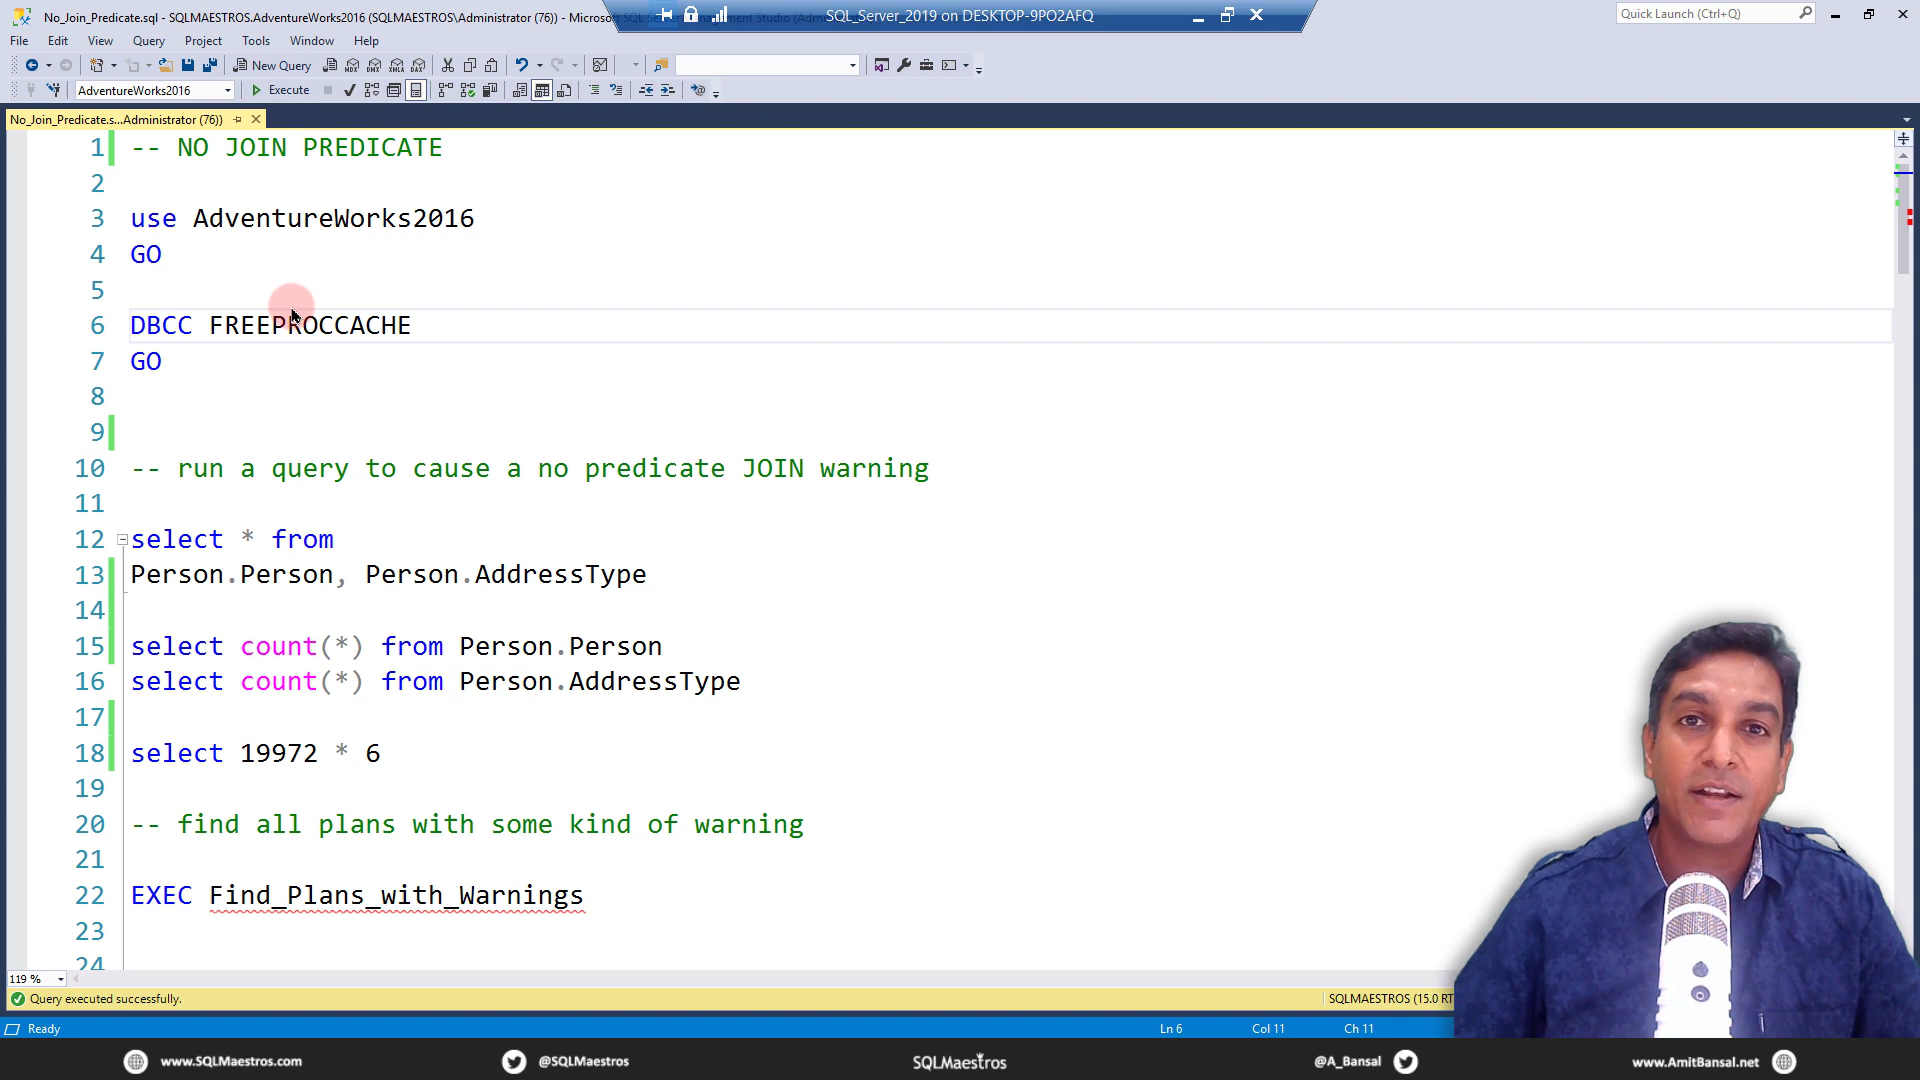 No_Join_Predicate.sql - SQLMAESTROS.AdventureWorks2016 (SQLMAESTROS\Administrator (76)) - Micros
SQL_Server_2019 on DESKTOP-9PO2AFQ
Quick Launch (Ctrl+Q)
File Edit View Query Project Tools Window Help
New Query
MDX DMX XMLA DAX
AdventureWorks2016
Execute
No_Join_Predicate.s...Administrator (76))
1 -- NO JOIN PREDICATE
2
3 use AdventureWorks2016
4 GO
5
6 DBCC FREEPROCCACHE
7 GO
8
9
10 -- run a query to cause a no predicate JOIN warning
11
12 select * from
13 Person.Person, Person.AddressType
14
15 select count(*) from Person.Person
16 select count(*) from Person.AddressType
17
18 select 19972 * 6
19
20 -- find all plans with some kind of warning
21
22 EXEC Find_Plans_with_Warnings
23
24
119 %
Query executed successfully.
SQLMAESTROS (15.0 RT
Ready
Ln 6
Col 11
Ch 11
www.SQLMaestros.com
@SQLMaestros
SQLMaestros
@A_Bansal
www.AmitBansal.net